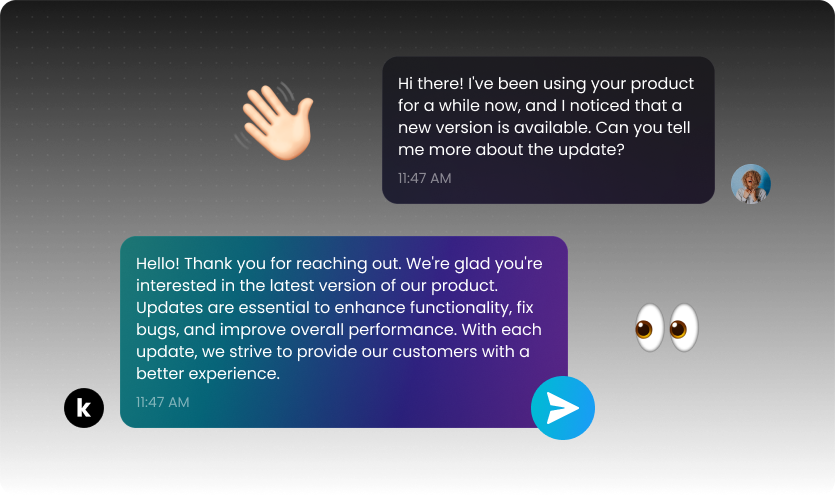 Hi there! I've been using your product
for a while now, and I noticed that a
new version is available. Can you tell
me more about the update?
11:47 AM
Hello! Thank you for reaching out. We're glad you're
interested in the latest version of our product.
Updates are essential to enhance functionality, fix
bugs, and improve overall performance. With each
update, we strive to provide our customers with a
better experience.
11:47 AM
k